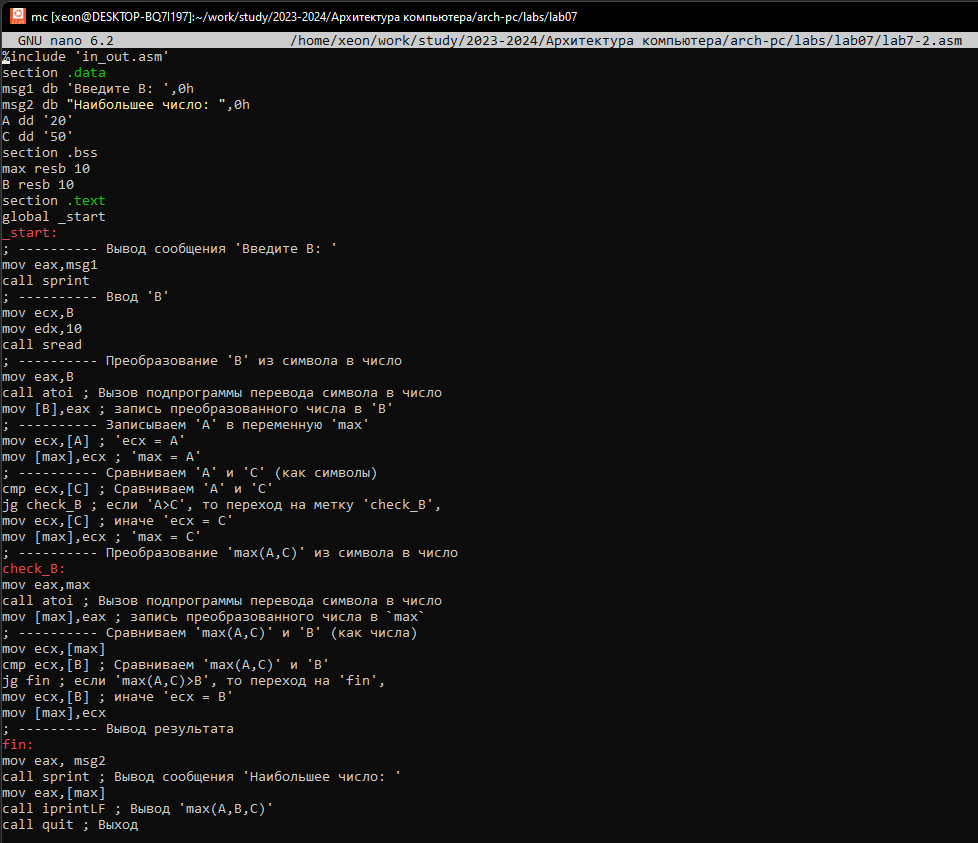 mc [xeon@DESKTOP-BQ7I197]:~/work/study/2023-2024/Архитектура компьютера/arch-pc/labs/lab07
GNU nano 6.2 /home/xeon/work/study/2023-2024/Архитектура компьютера/arch-pc/labs/lab07/lab7-2.asm
%include 'in_out.asm'
section .data
msg1 db 'Введите B: ',0h
msg2 db "Наибольшее число: ",0h
A dd '20'
C dd '50'
section .bss
max resb 10
B resb 10
section .text
global _start
_start:
; ---------- Вывод сообщения 'Введите B: '
mov eax,msg1
call sprint
; ---------- Ввод 'B'
mov ecx,B
mov edx,10
call sread
; ---------- Преобразование 'B' из символа в число
mov eax,B
call atoi ; Вызов подпрограммы перевода символа в число
mov [B],eax ; запись преобразованного числа в 'B'
; ---------- Записываем 'A' в переменную 'max'
mov ecx,[A] ; 'ecx = A'
mov [max],ecx ; 'max = A'
; ---------- Сравниваем 'A' и 'С' (как символы)
cmp ecx,[C] ; Сравниваем 'A' и 'С'
jg check_B ; если 'A>C', то переход на метку 'check_B',
mov ecx,[C] ; иначе 'ecx = C'
mov [max],ecx ; 'max = C'
; ---------- Преобразование 'max(A,C)' из символа в число
check_B:
mov eax,max
call atoi ; Вызов подпрограммы перевода символа в число
mov [max],eax ; запись преобразованного числа в `max`
; ---------- Сравниваем 'max(A,C)' и 'B' (как числа)
mov ecx,[max]
cmp ecx,[B] ; Сравниваем 'max(A,C)' и 'B'
jg fin ; если 'max(A,C)>B', то переход на 'fin',
mov ecx,[B] ; иначе 'ecx = B'
mov [max],ecx
; ---------- Вывод результата
fin:
mov eax, msg2
call sprint ; Вывод сообщения 'Наибольшее число: '
mov eax,[max]
call iprintLF ; Вывод 'max(A,B,C)'
call quit ; Выход